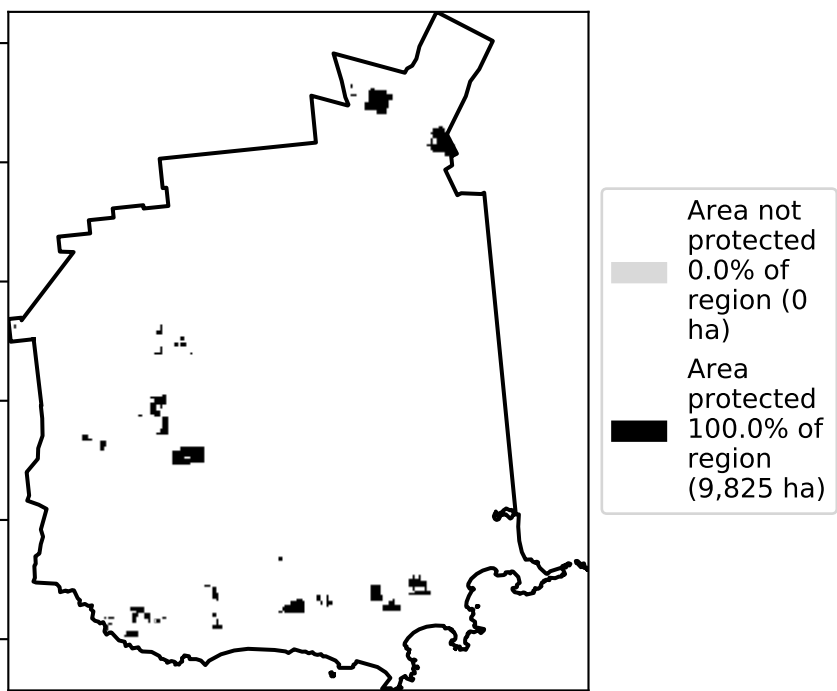 Area not
protected
0.0% of
region (0
ha)
Area
protected
100.0% of
region
(9,825 ha)